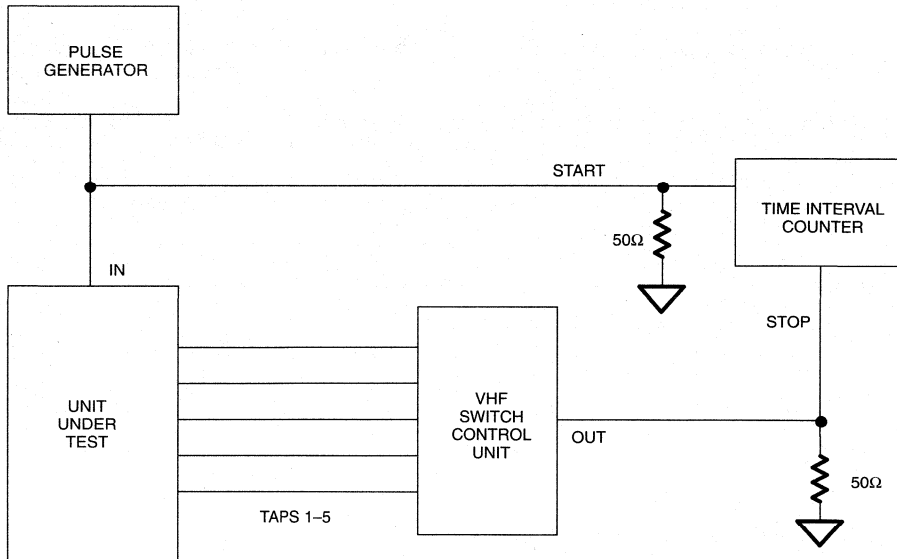 PULSE
GENERATOR
START
TIME INTERVAL
COUNTER
50Ω
IN
STOP
UNIT
UNDER
TEST
VHF
SWITCH
CONTROL
UNIT
OUT
50Ω
TAPS 1–5